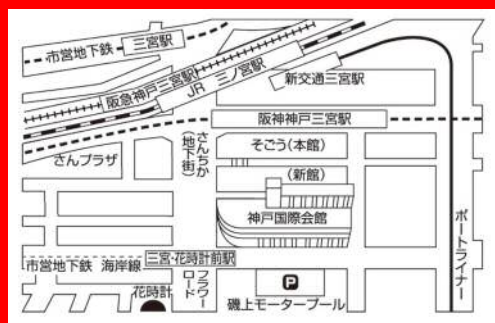 市営地下鉄 三宮駅
阪急神戸三宮駅
JR 三ノ宮駅
新交通三宮駅
阪神神戸三宮駅
さんプラザ
さんちか
(地下街)
そごう(本館)
(新館)
神戸国際会館
ポートライナー
三宮・花時計前駅
市営地下鉄 海岸線
花時計
フラワー
ロード
P
磯上モータープール